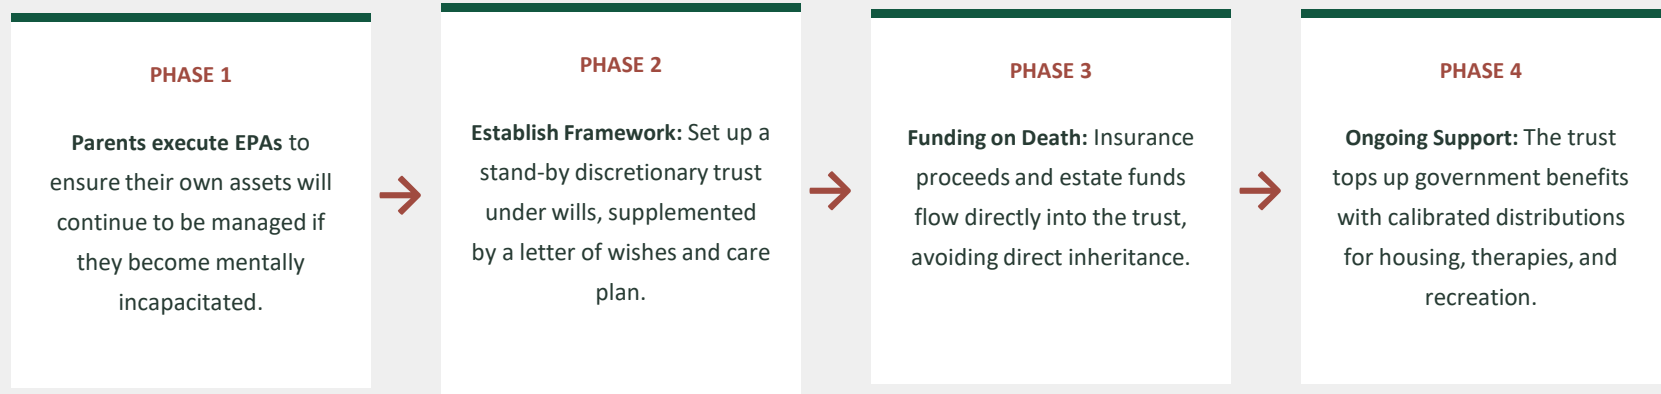 PHASE 1
Parents execute EPAs to
ensure their own assets will
continue to be managed if
they become mentally
incapacitated.
PHASE 2
Establish Framework: Set up a
stand-by discretionary trust
under wills, supplemented
by a letter of wishes and care
plan.
PHASE 3
Funding on Death: Insurance
proceeds and estate funds
flow directly into the trust,
avoiding direct inheritance.
PHASE 4
Ongoing Support: The trust
tops up government benefits
with calibrated distributions
for housing, therapies, and
recreation.